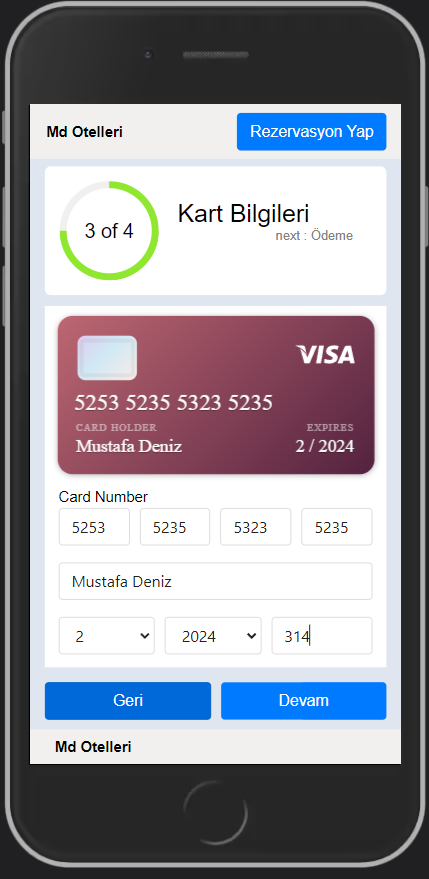 Md Otelleri
Rezervasyon Yap
3 of 4
Kart Bilgileri
next : Ödeme
VISA
5253 5235 5323 5235
CARD HOLDER
EXPIRES
Mustafa Deniz
2 / 2024
Card Number
5253 5235 5323 5235
Mustafa Deniz
2 2024 314
Geri
Devam
Md Otelleri